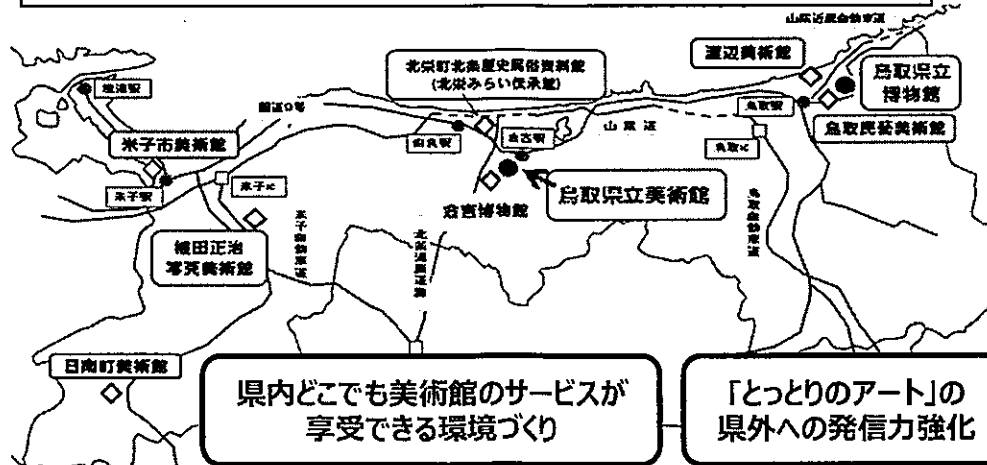 山陰近畿自動車道
渡辺美術館
鳥取県立
博物館
北栄町北条歴史民俗資料館
(北栄みらい伝承館)
境港駅
国道9号
鳥取駅
山陰道
鳥取民藝美術館
米子市美術館
由良駅
倉吉駅
鳥取IC
米子駅
米子IC
倉吉博物館
鳥取県立美術館
鳥取自動車道
米子自動車道
植田正治
写真美術館
日南町美術館
県内どこでも美術館のサービスが
享受できる環境づくり
「とっとりのアート」の
県外への発信力強化